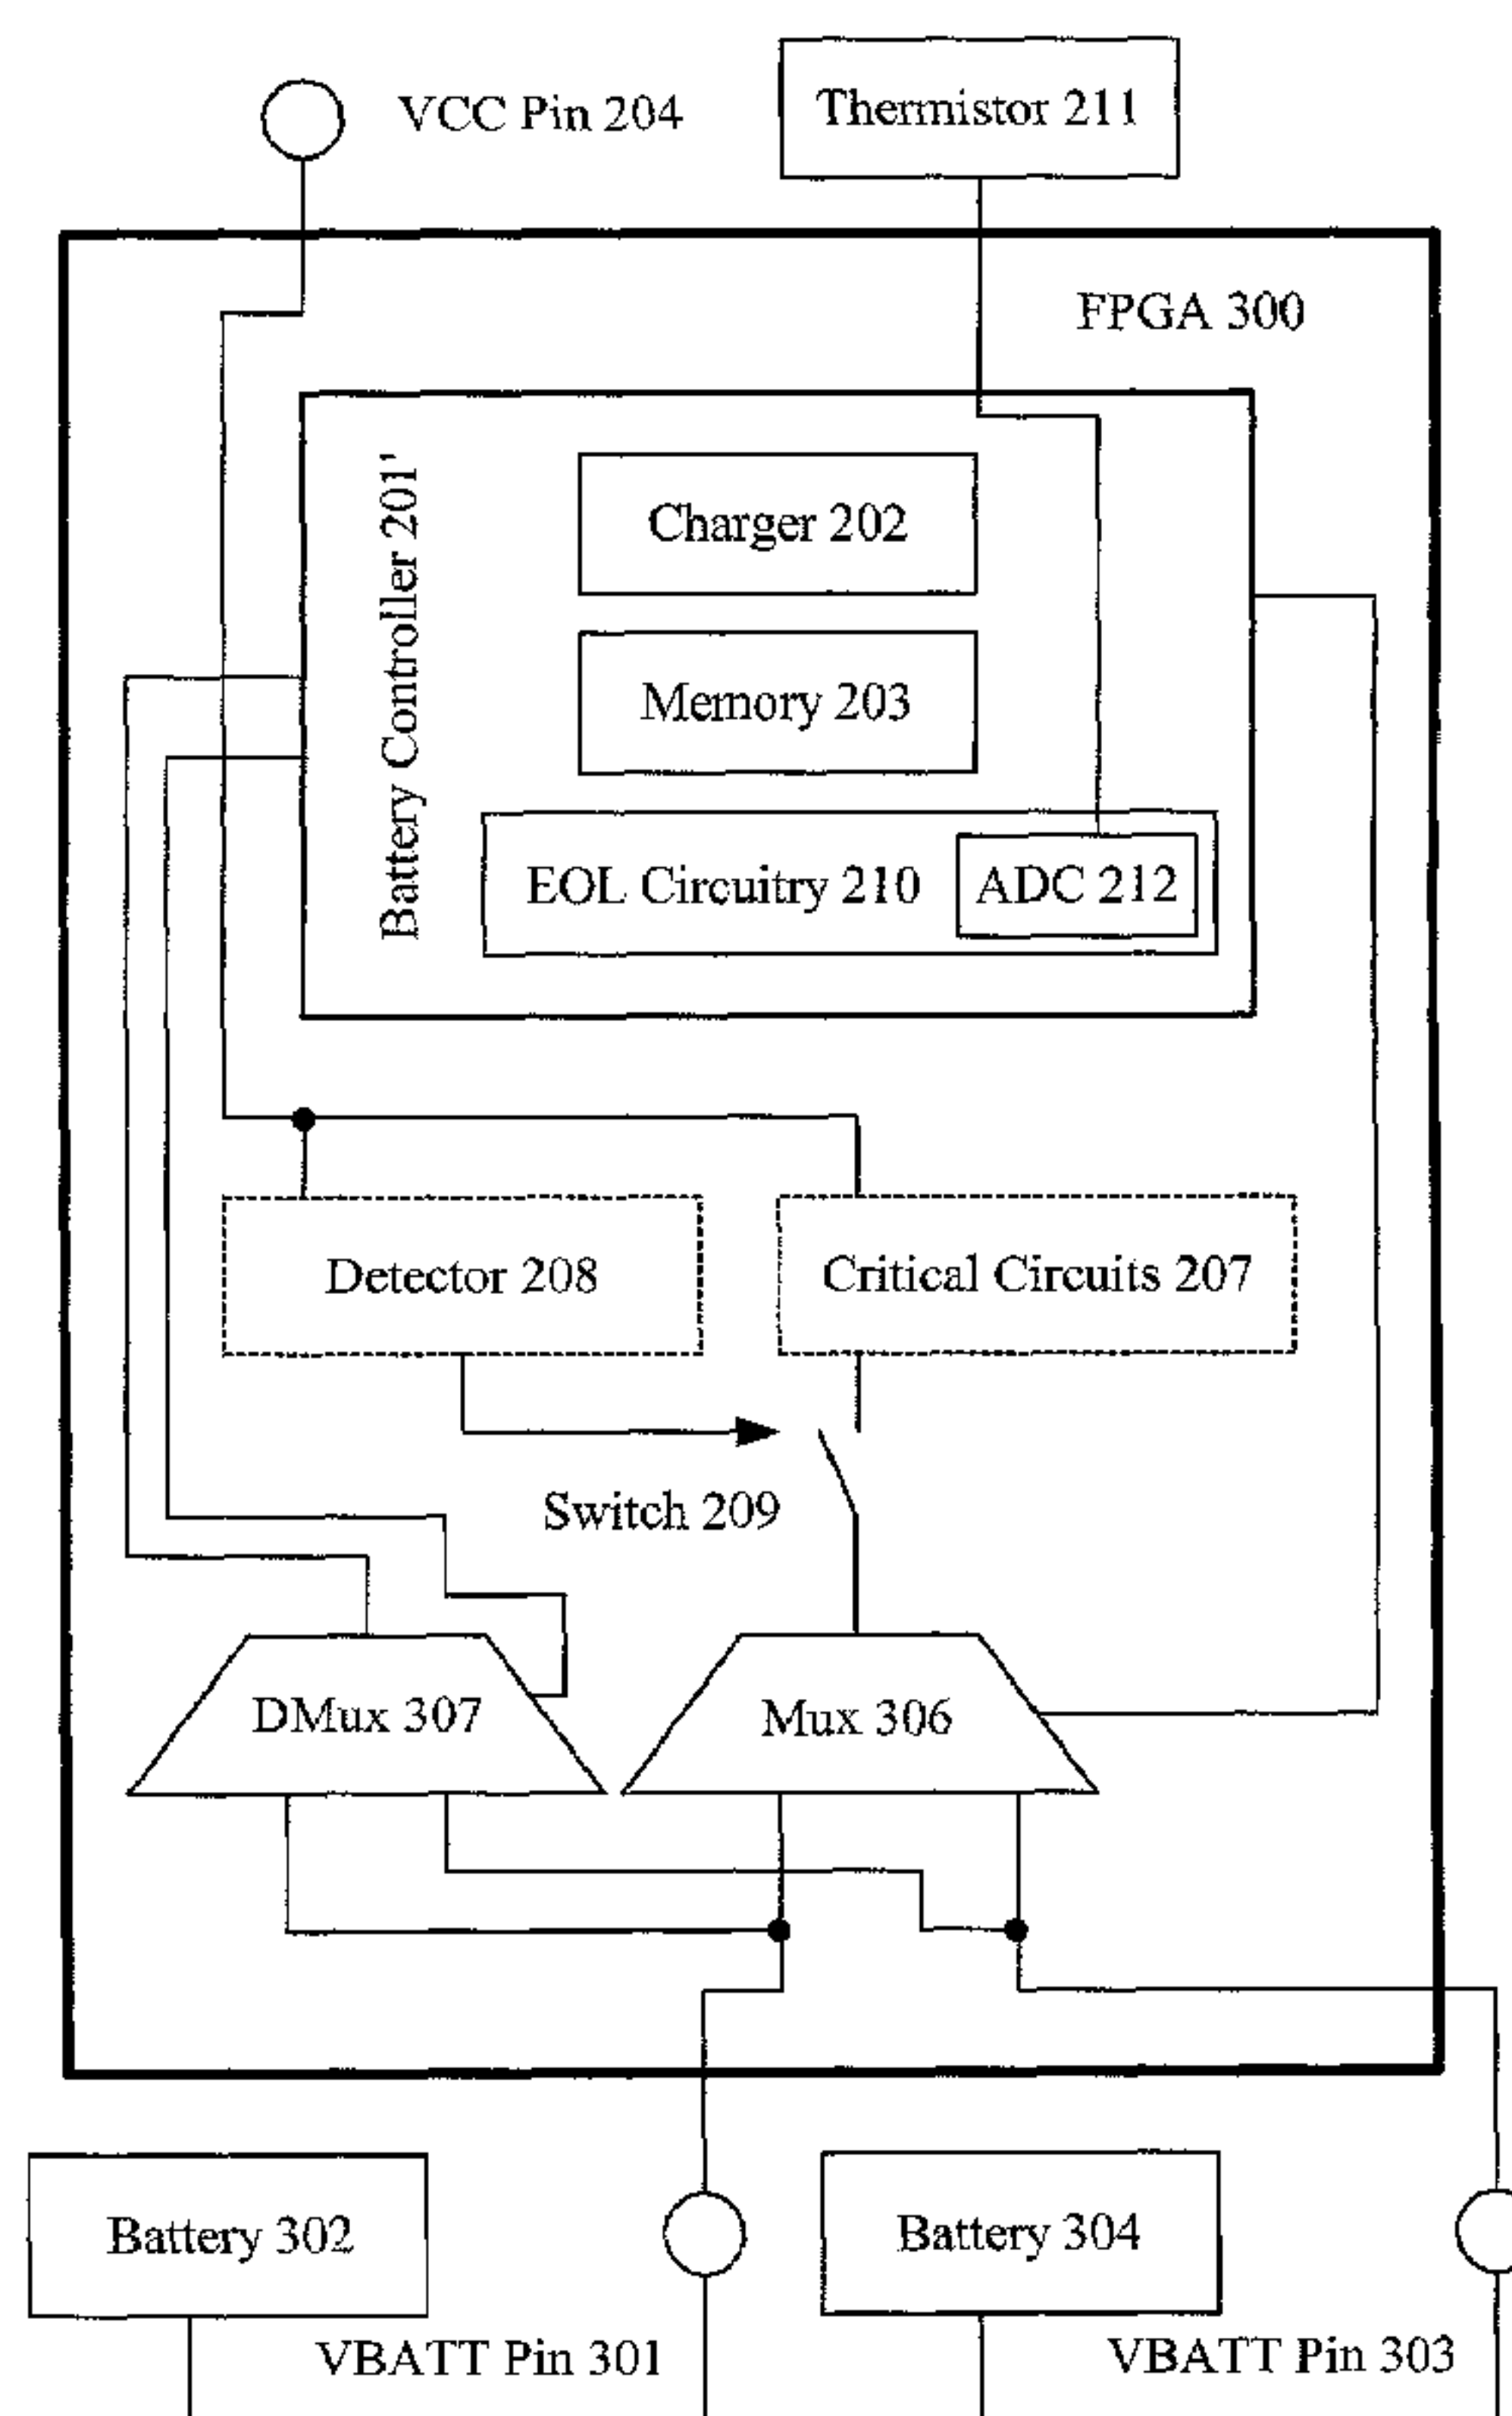 VCC Pin 204
Thermistor 211
FPGA 300
Battery Controller 201'
Charger 202
Memory 203
EOL Circuitry 210
ADC 212
Detector 208
Critical Circuits 207
Switch 209
DMux 307
Mux 306
Battery 302
Battery 304
VBATT Pin 301
VBATT Pin 303